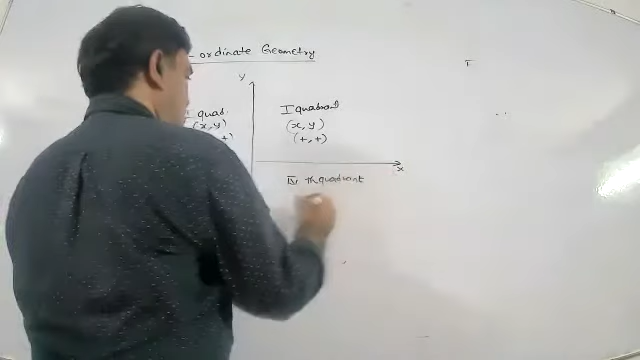 -ordinate Geometry
y
I quad.
(x,y)
+)
I quadrant
(x, y)
(+,+)
x
IV th quadrant
I